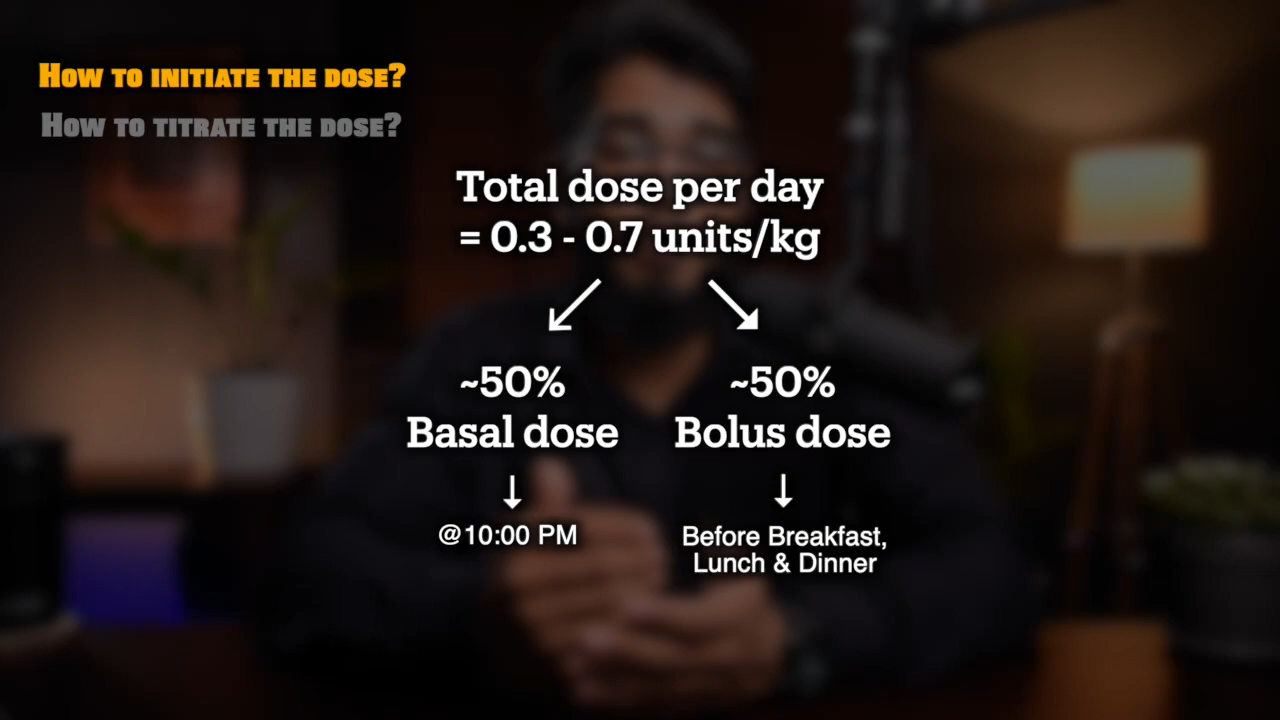 How to initiate the dose?
How to titrate the dose?
Total dose per day
= 0.3 - 0.7 units/kg
~50% ~50%
Basal dose Bolus dose
@10:00 PM
Before Breakfast,
Lunch & Dinner